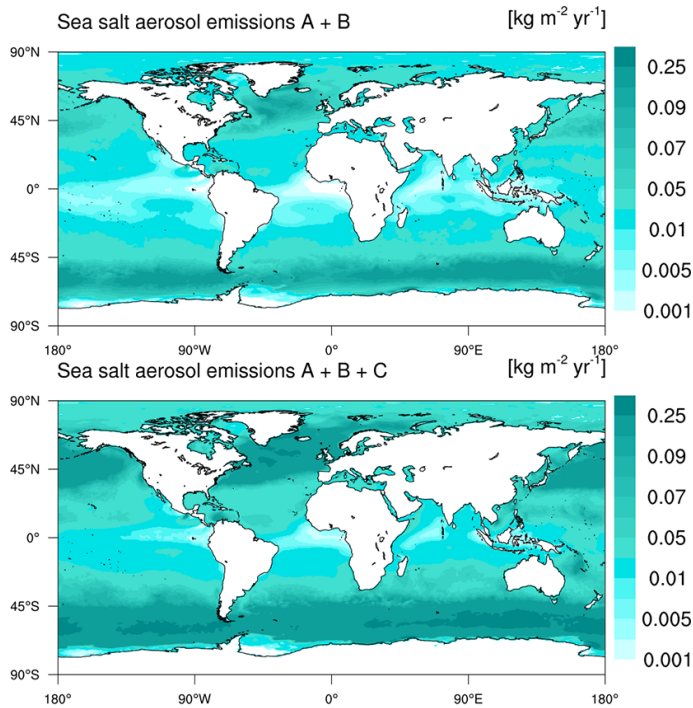 Sea salt aerosol emissions A + B [kg m⁻² yr⁻¹]
90°N
45°N
0°
45°S
90°S
180° 90°W 0° 90°E 180°
0.25
0.09
0.07
0.05
0.01
0.005
0.001
Sea salt aerosol emissions A + B + C [kg m⁻² yr⁻¹]
90°N
45°N
0°
45°S
90°S
180° 90°W 0° 90°E 180°
0.25
0.09
0.07
0.05
0.01
0.005
0.001